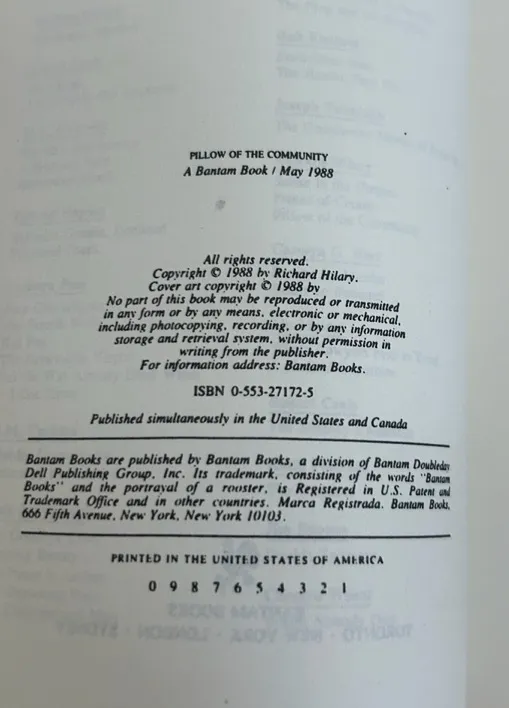 PILLOW OF THE COMMUNITY
A Bantam Book / May 1988
All rights reserved.
Copyright © 1988 by Richard Hilary.
Cover art copyright © 1988 by
No part of this book may be reproduced or transmitted
in any form or by any means, electronic or mechanical,
including photocopying, recording, or by any information
storage and retrieval system, without permission in
writing from the publisher.
For information address: Bantam Books.
ISBN 0-553-27172-5
Published simultaneously in the United States and Canada
Bantam Books are published by Bantam Books, a division of Bantam Doubleday
Dell Publishing Group, Inc. Its trademark, consisting of the words "Bantam
Books" and the portrayal of a rooster, is Registered in U.S. Patent and
Trademark Office and in other countries. Marca Registrada. Bantam Books,
666 Fifth Avenue, New York, New York 10103.
PRINTED IN THE UNITED STATES OF AMERICA
0 9 8 7 6 5 4 3 2 1